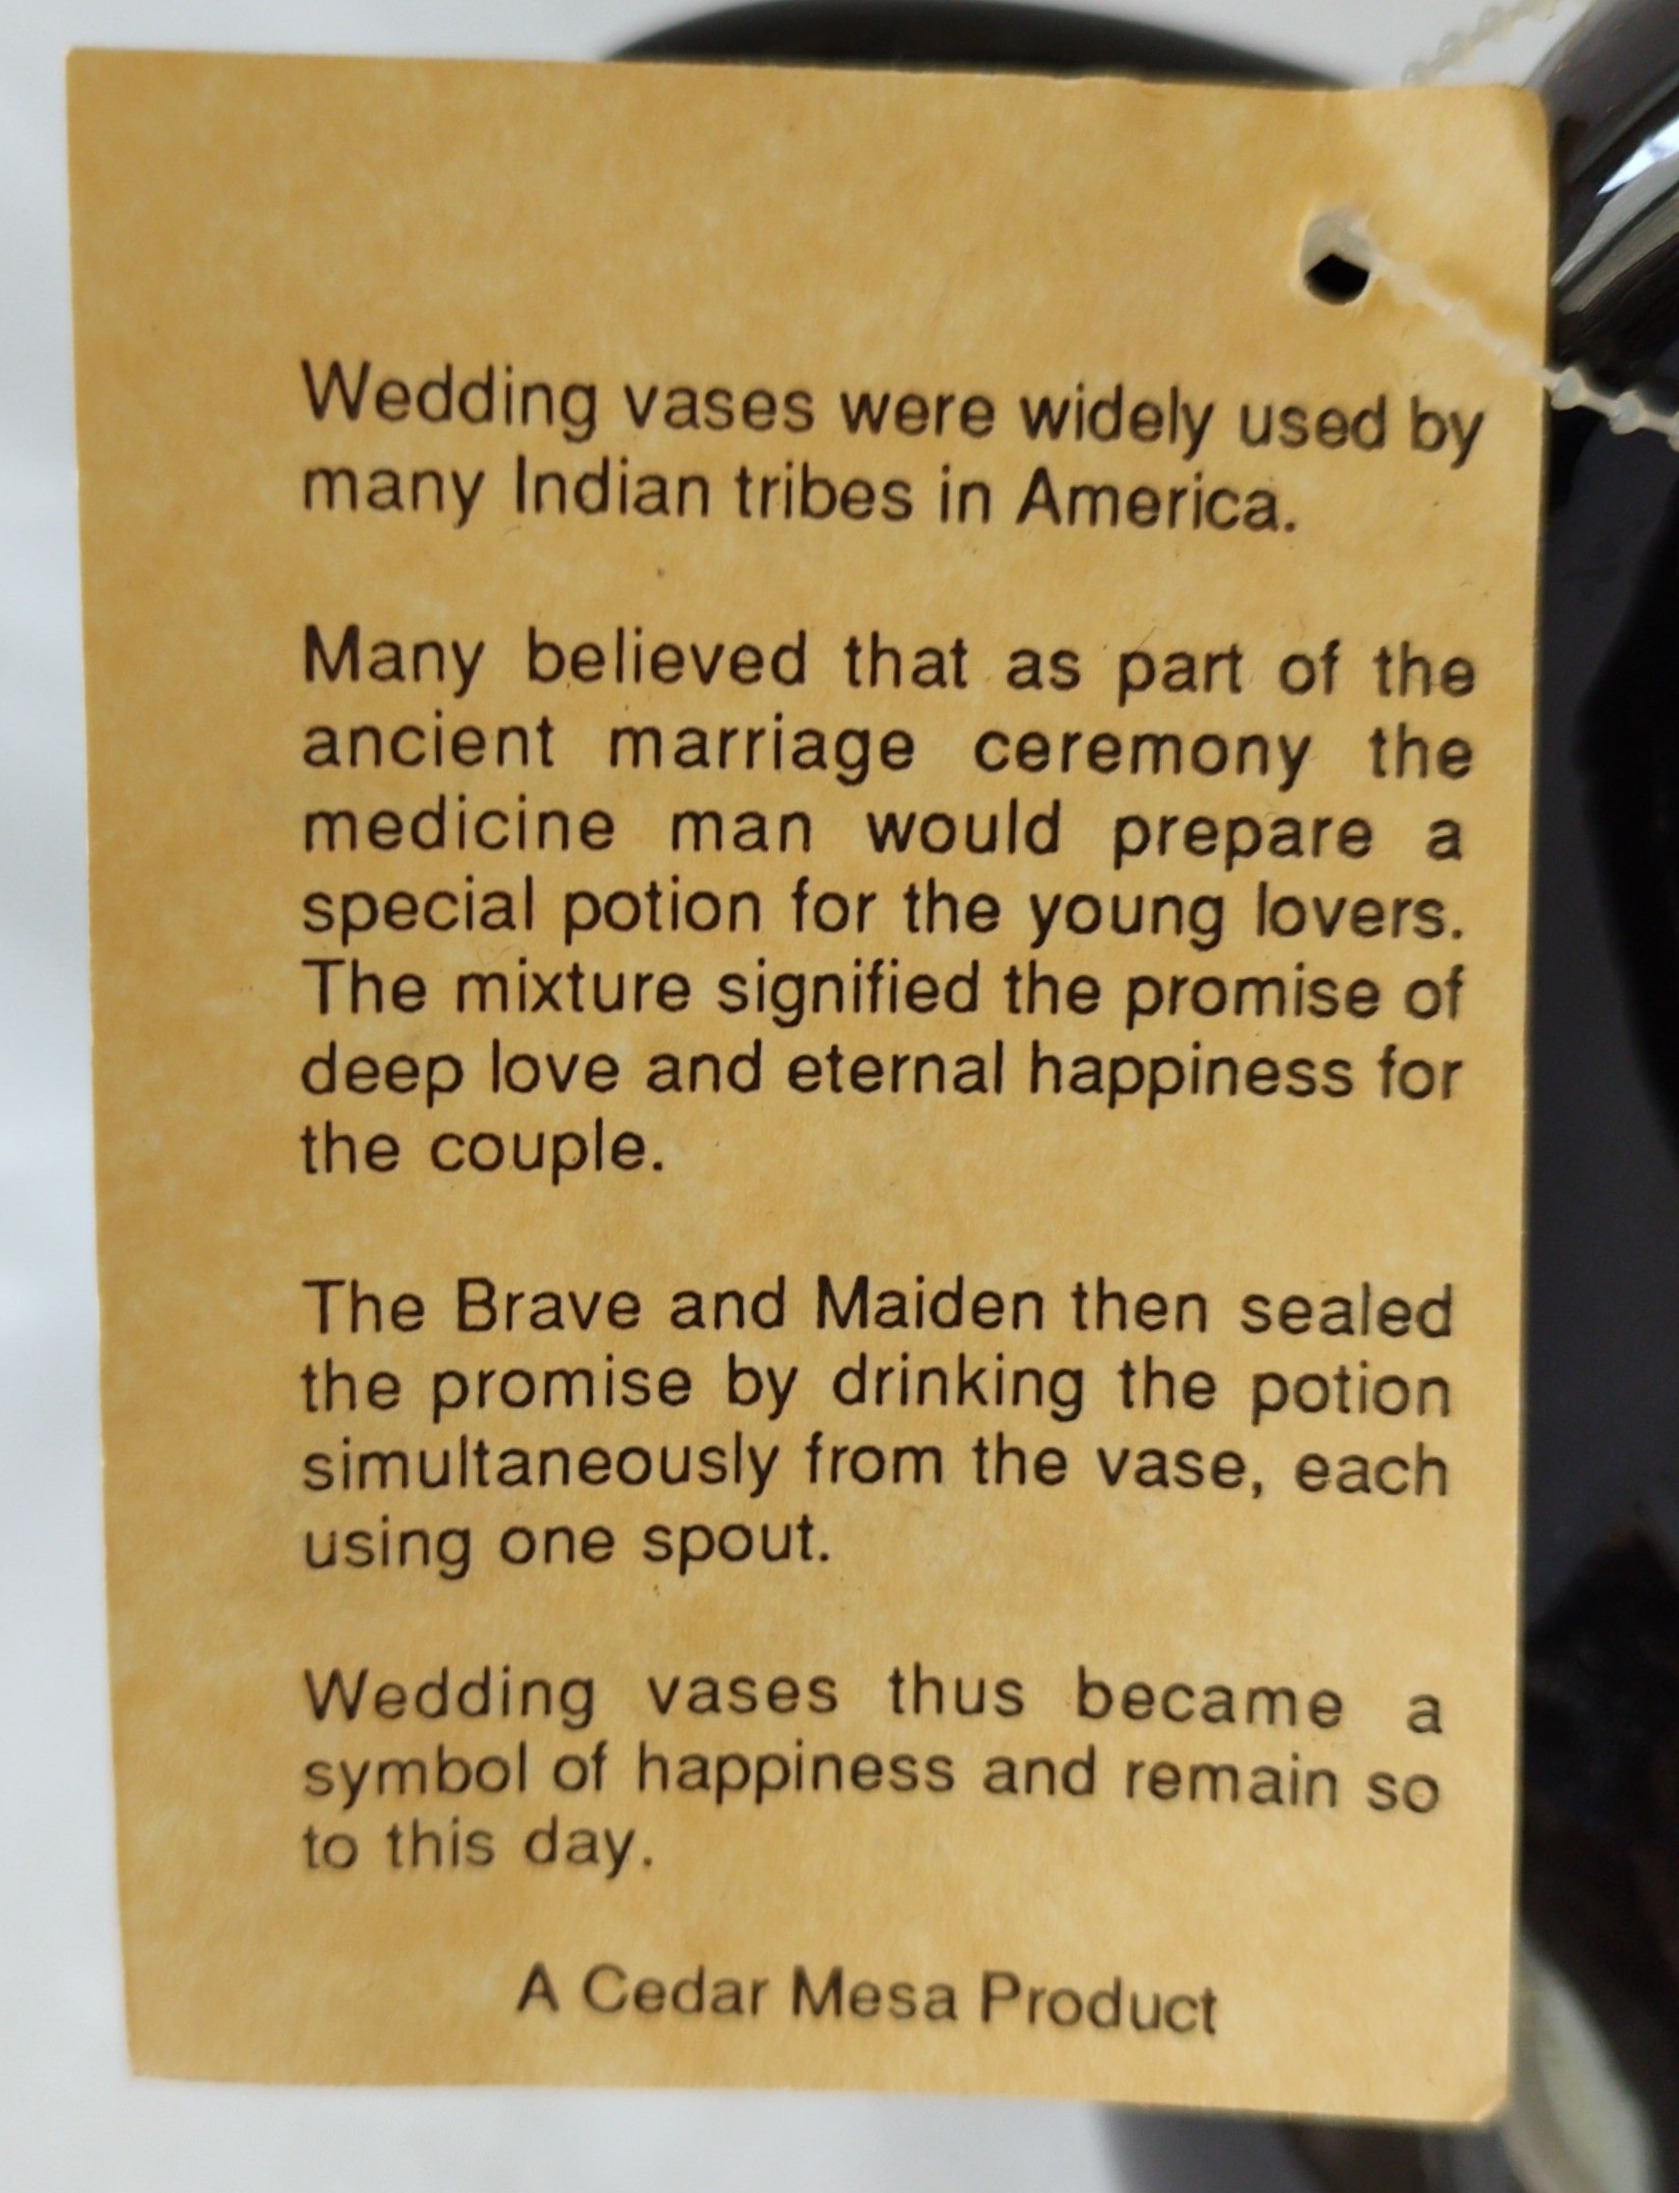 Wedding vases were widely used by
many Indian tribes in America.
Many believed that as part of the
ancient marriage ceremony the
medicine man would prepare a
special potion for the young lovers.
The mixture signified the promise of
deep love and eternal happiness for
the couple.
The Brave and Maiden then sealed
the promise by drinking the potion
simultaneously from the vase, each
using one spout.
Wedding vases thus became a
symbol of happiness and remain so
to this day.
A Cedar Mesa Product